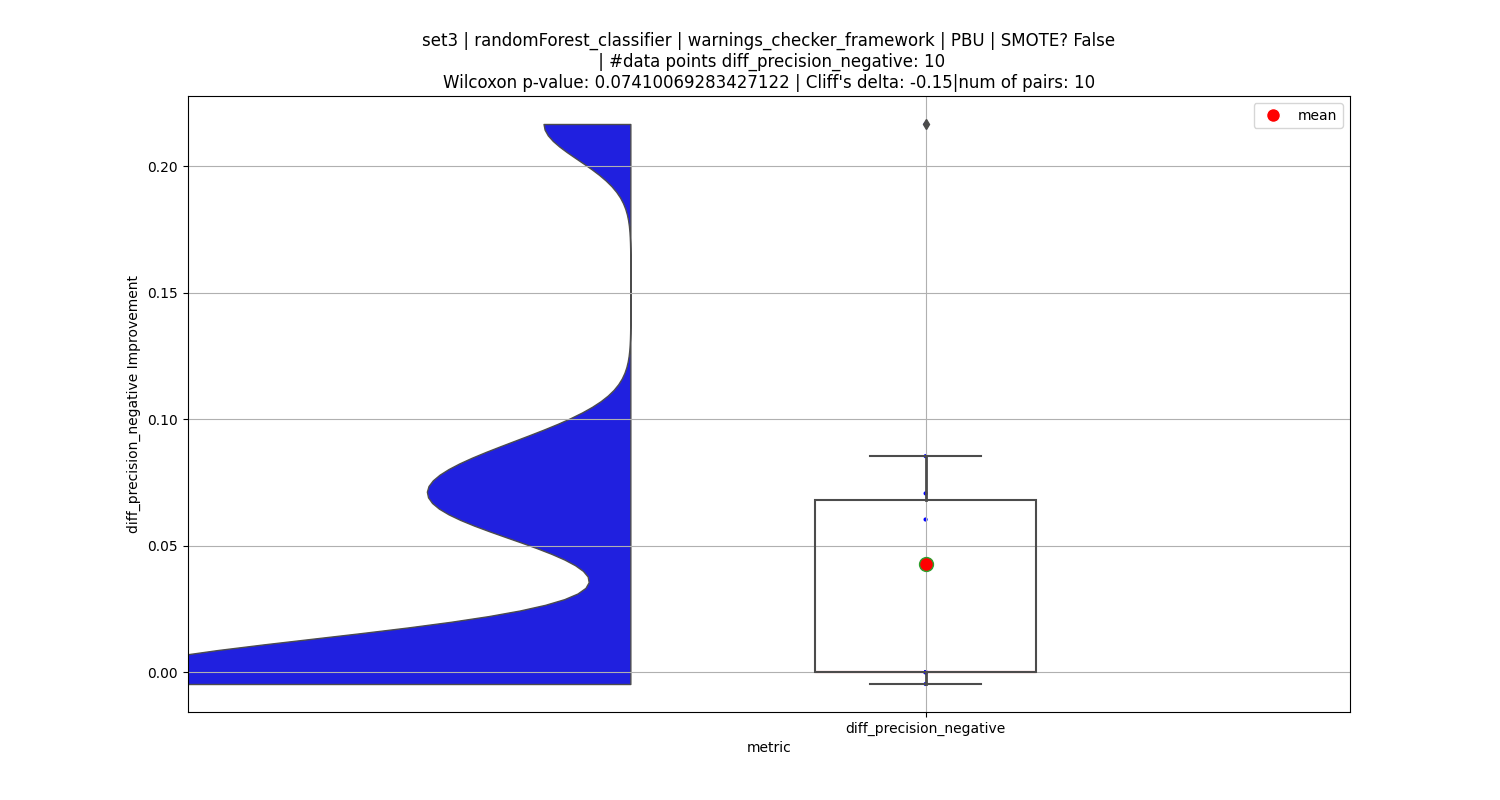 set3 | randomForest_classifier | warnings_checker_framework | PBU | SMOTE? False
| #data points diff_precision_negative: 10
Wilcoxon p-value: 0.07410069283427122 | Cliff's delta: -0.15|num of pairs: 10
mean
0.20
0.15
0.10
0.05
0.00
diff_precision_negative Improvement
diff_precision_negative
metric